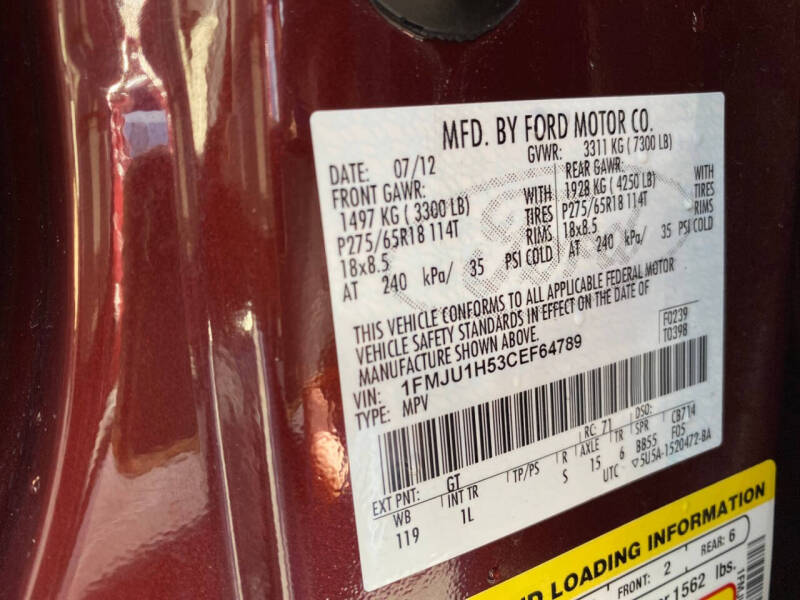 MFD. BY FORD MOTOR CO.
DATE: 07/12 GVWR: 3311 KG ( 7300 LB)
FRONT GAWR: REAR GAWR:
1497 KG ( 3300 LB) WITH 1928 KG ( 4250 LB) WITH
P275/65R18 114T TIRES P275/65R18 114T TIRES
18x8.5 RIMS 18x8.5 RIMS
AT 240 kPa/ 35 PSI COLD AT 240 kPa/ 35 PSI COLD
Ford
THIS VEHICLE CONFORMS TO ALL APPLICABLE FEDERAL MOTOR
VEHICLE SAFETY STANDARDS IN EFFECT ON THE DATE OF
MANUFACTURE SHOWN ABOVE.
F0239
T0398
VIN: 1FMJU1H53CEF64789
TYPE: MPV
EXT PNT: GT RC: 71 DSO: CB714
WB INT TR TP/PS R AXLE TR SPR F05
119 1L S 15 6 BB55
UTC ▽5U5A-1520472-BA
LOADING INFORMATION
FRONT: 2 REAR: 6
1562 lbs.